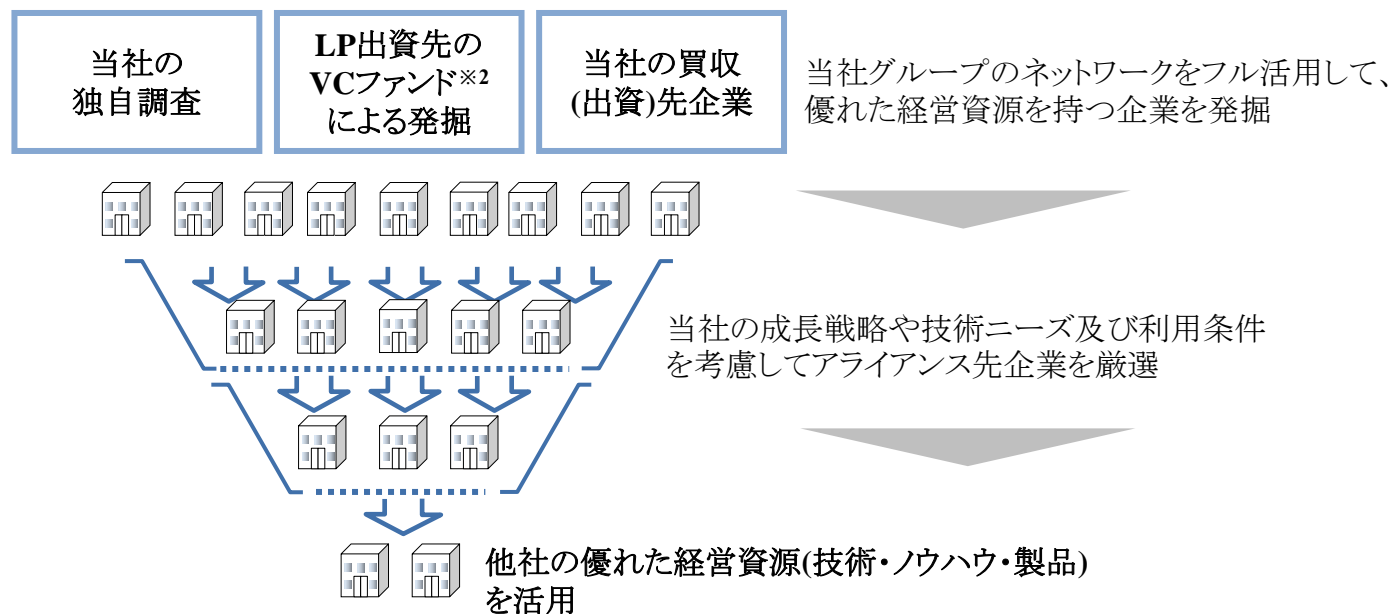 当社の
独自調査
LP出資先の
VCファンド※2
による発掘
当社の買収
(出資)先企業
当社グループのネットワークをフル活用して、
優れた経営資源を持つ企業を発掘
当社の成長戦略や技術ニーズ及び利用条件
を考慮してアライアンス先企業を厳選
他社の優れた経営資源(技術・ノウハウ・製品)
を活用